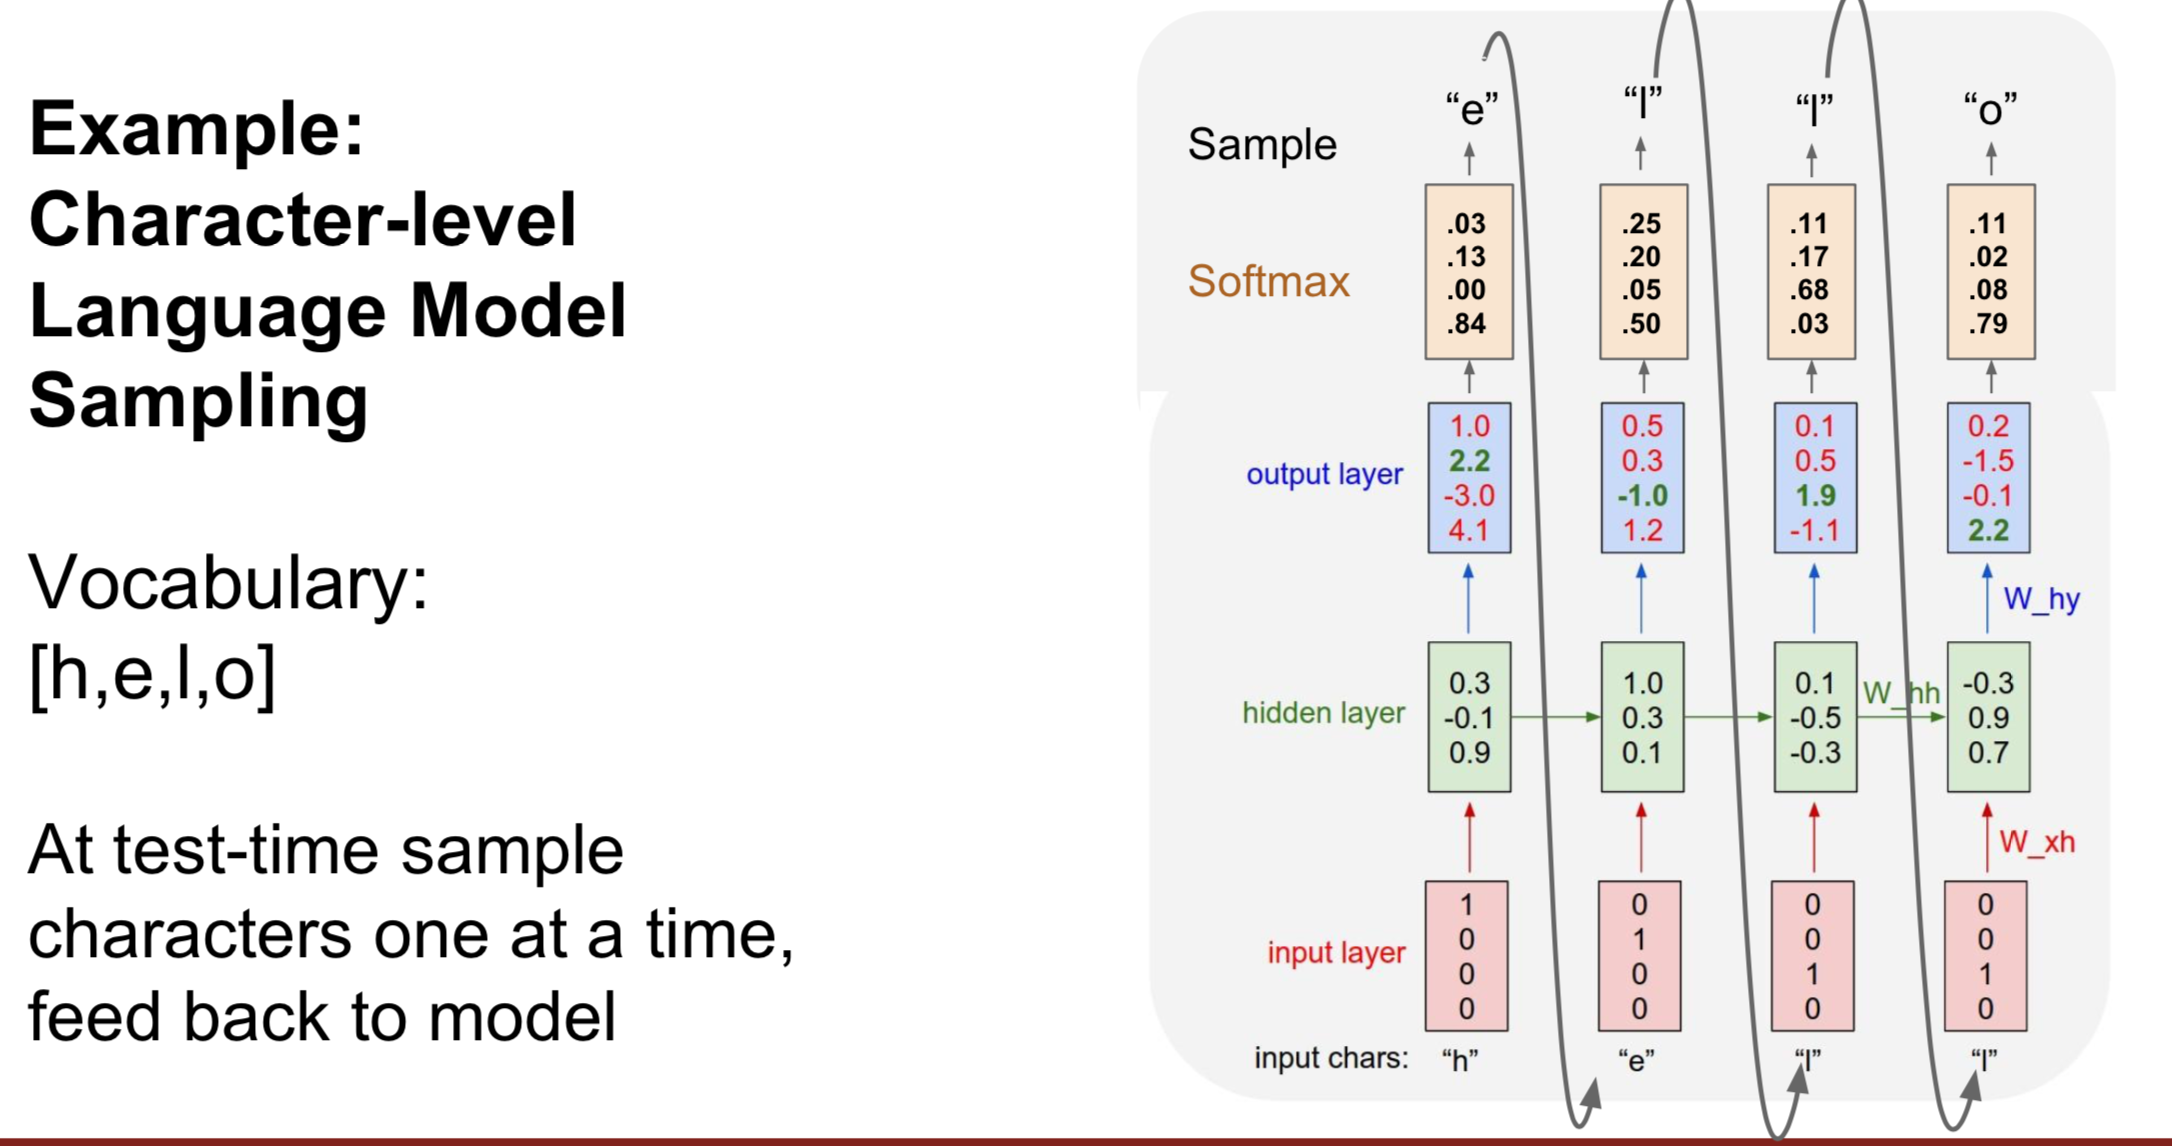 Example:
Character-level
Language Model
Sampling
Vocabulary:
[h,e,l,o]
At test-time sample
characters one at a time,
feed back to model
“e” “l” “l” “o”
Sample
Softmax
.03 .25 .11 .11
.13 .20 .17 .02
.00 .05 .68 .08
.84 .50 .03 .79
output layer
1.0 0.5 0.1 0.2
2.2 0.3 0.5 -1.5
-3.0 -1.0 1.9 -0.1
4.1 1.2 -1.1 2.2
W_hy
hidden layer
0.3 1.0 0.1 -0.3
-0.1 0.3 -0.5 0.9
0.9 0.1 -0.3 0.7
W_hh
W_xh
input layer
1 0 0 0
0 1 0 0
0 0 1 1
0 0 0 0
input chars: “h” “e” “l” “l”